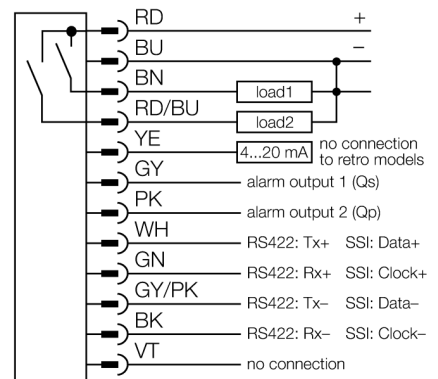 RD +
BU –
BN load1
RD/BU load2
YE 4...20 mA no connection
to retro models
GY alarm output 1 (Qs)
PK alarm output 2 (Qp)
WH RS422: Tx+ SSI: Data+
GN RS422: Rx+ SSI: Clock+
GY/PK RS422: Tx– SSI: Data–
BK RS422: Rx– SSI: Clock–
VT no connection